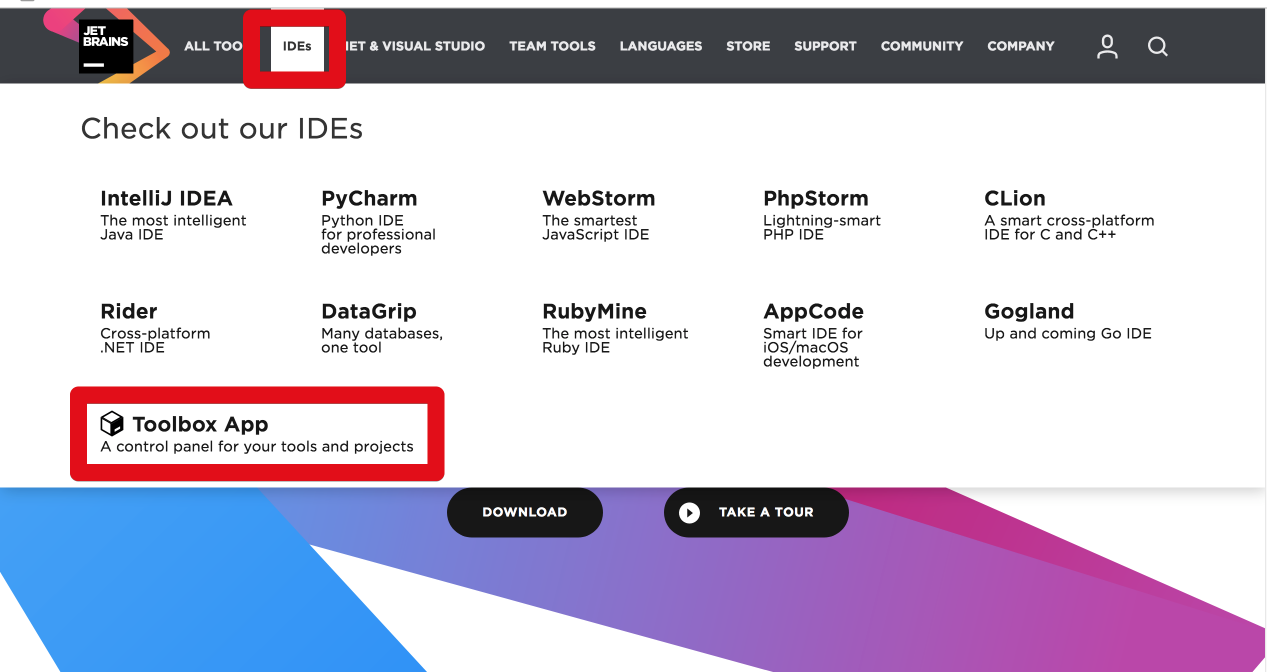 JET
BRAINS
ALL TOO
IDEs
ET & VISUAL STUDIO
TEAM TOOLS
LANGUAGES
STORE
SUPPORT
COMMUNITY
COMPANY
Check out our IDEs
IntelliJ IDEA
The most intelligent
Java IDE
PyCharm
Python IDE
for professional
developers
WebStorm
The smartest
JavaScript IDE
PhpStorm
Lightning-smart
PHP IDE
CLion
A smart cross-platform
IDE for C and C++
Rider
Cross-platform
.NET IDE
DataGrip
Many databases,
one tool
RubyMine
The most intelligent
Ruby IDE
AppCode
Smart IDE for
iOS/macOS
development
Gogland
Up and coming Go IDE
Toolbox App
A control panel for your tools and projects
DOWNLOAD
TAKE A TOUR